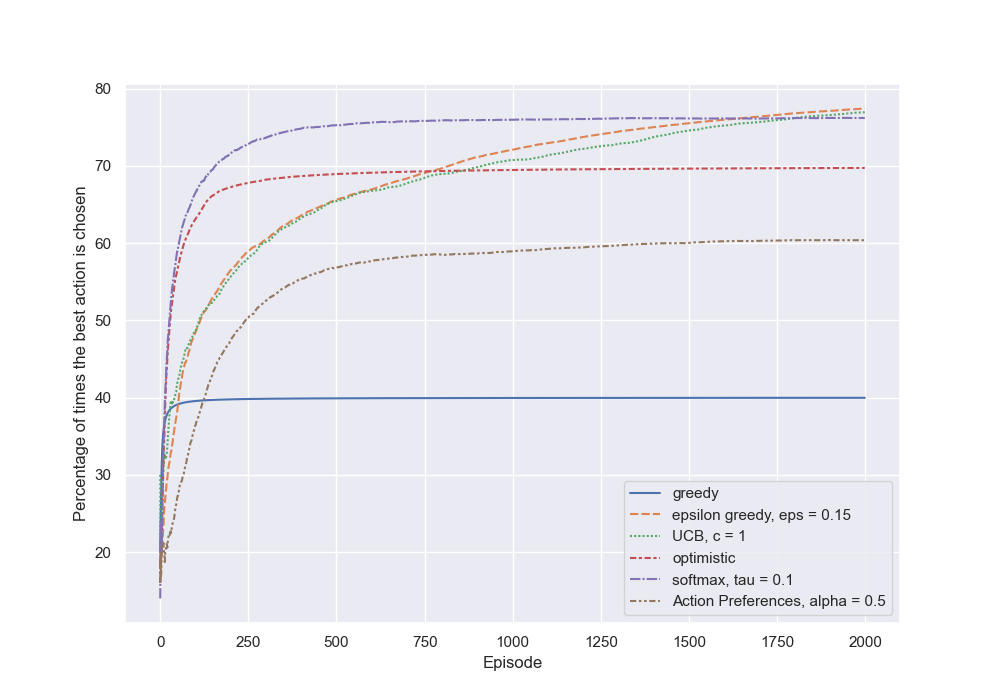 80
70
60
50
40
30
20
Percentage of times the best action is chosen
greedy
epsilon greedy, eps = 0.15
UCB, c = 1
optimistic
softmax, tau = 0.1
Action Preferences, alpha = 0.5
0 250 500 750 1000 1250 1500 1750 2000
Episode